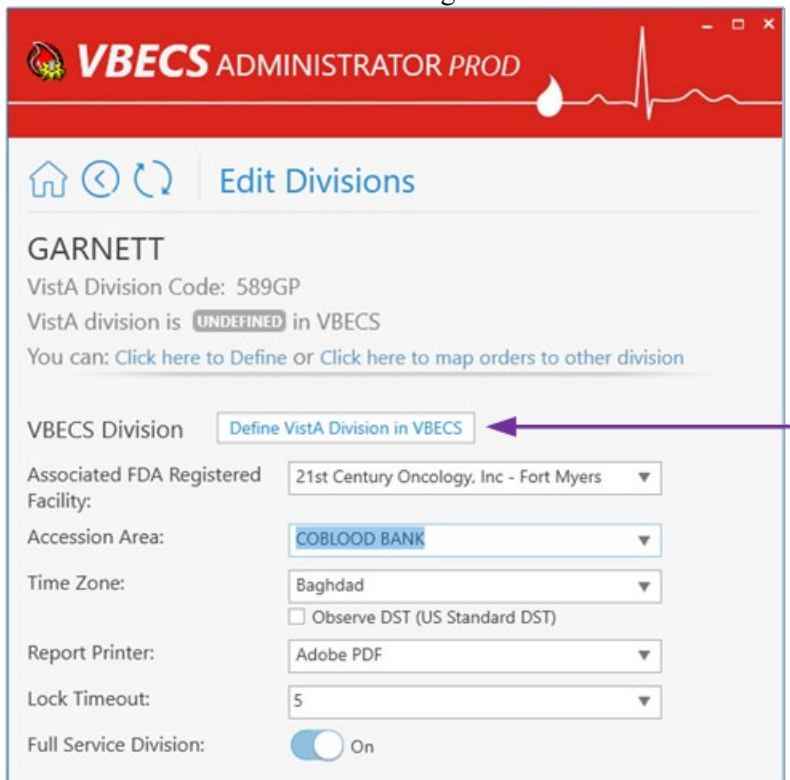 VBECS ADMINISTRATOR PROD
Edit Divisions
GARNETT
VistA Division Code: 589GP
VistA division is UNDEFINED in VBECS
You can: Click here to Define or Click here to map orders to other division
VBECS Division Define VistA Division in VBECS
Associated FDA Registered Facility: 21st Century Oncology, Inc - Fort Myers
Accession Area: COBLOOD BANK
Time Zone: Baghdad
Observe DST (US Standard DST)
Report Printer: Adobe PDF
Lock Timeout: 5
Full Service Division: On